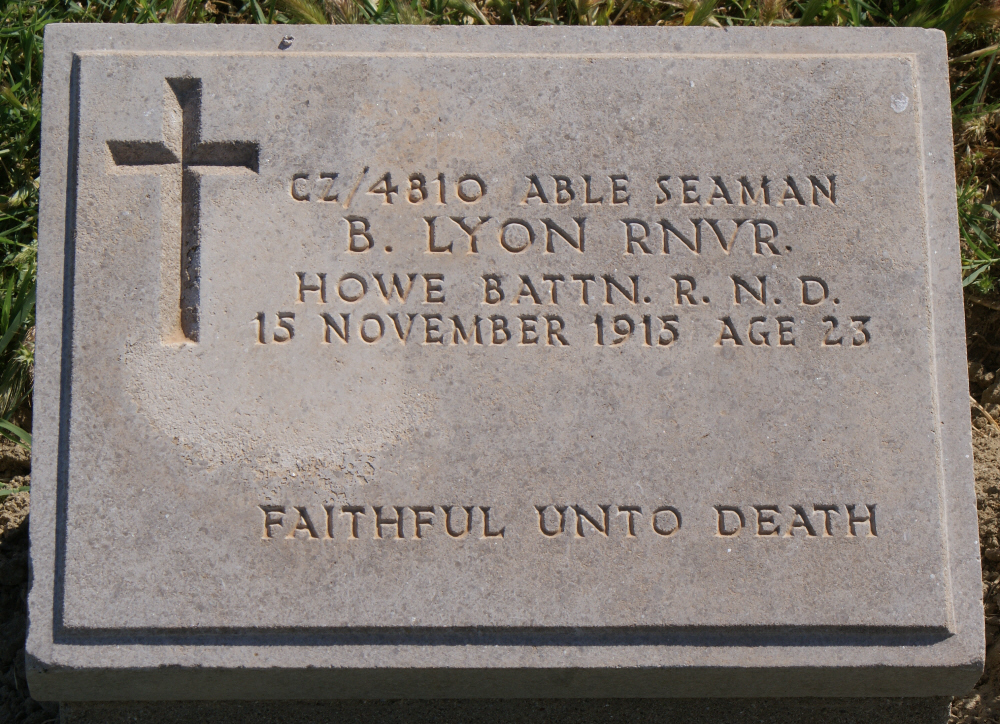 CZ/4810 ABLE SEAMAN
B. LYON RNVR.
HOWE BATTN. R. N. D.
15 NOVEMBER 1915 AGE 23
FAITHFUL UNTO DEATH